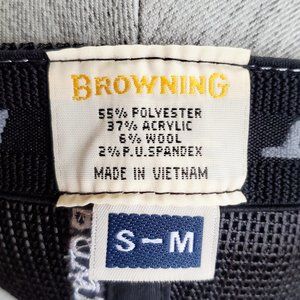 BROWNING
55% POLYESTER
37% ACRYLIC
6% WOOL
2% P.U.SPANDEX
MADE IN VIETNAM
S-M